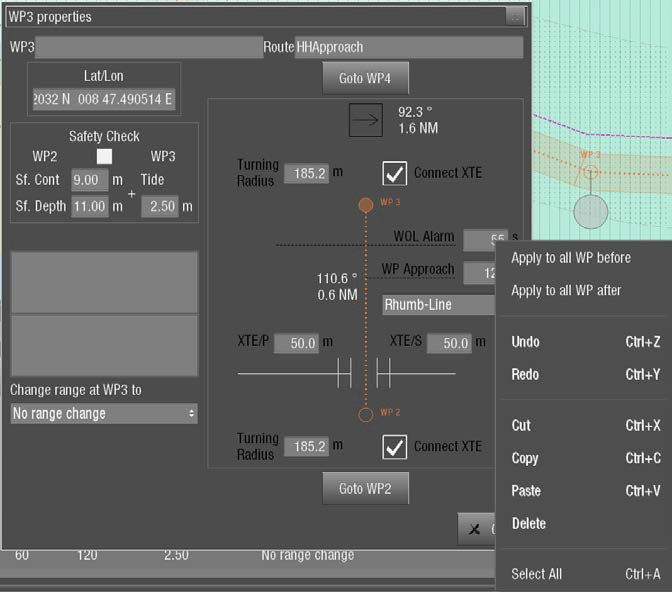 WP3 properties
WP3 Route HHApproach
Lat/Lon
2032 N 008 47.490514 E
Goto WP4
92.3 °
1.6 NM
Safety Check
WP2 WP3
Sf. Cont 9.00 m Tide
+
Sf. Depth 11.00 m 2.50 m
Turning
Radius 185.2 m Connect XTE
WP 3
WOL Alarm 55 s
WP Approach 12
110.6 °
0.6 NM
Rhumb-Line
XTE/P 50.0 m XTE/S 50.0 m
WP 2
Change range at WP3 to
No range change
Turning
Radius 185.2 m Connect XTE
Goto WP2
60 120 2.50 No range change
WP 3
Apply to all WP before
Apply to all WP after
Undo Ctrl+Z
Redo Ctrl+Y
Cut Ctrl+X
Copy Ctrl+C
Paste Ctrl+V
Delete
Select All Ctrl+A